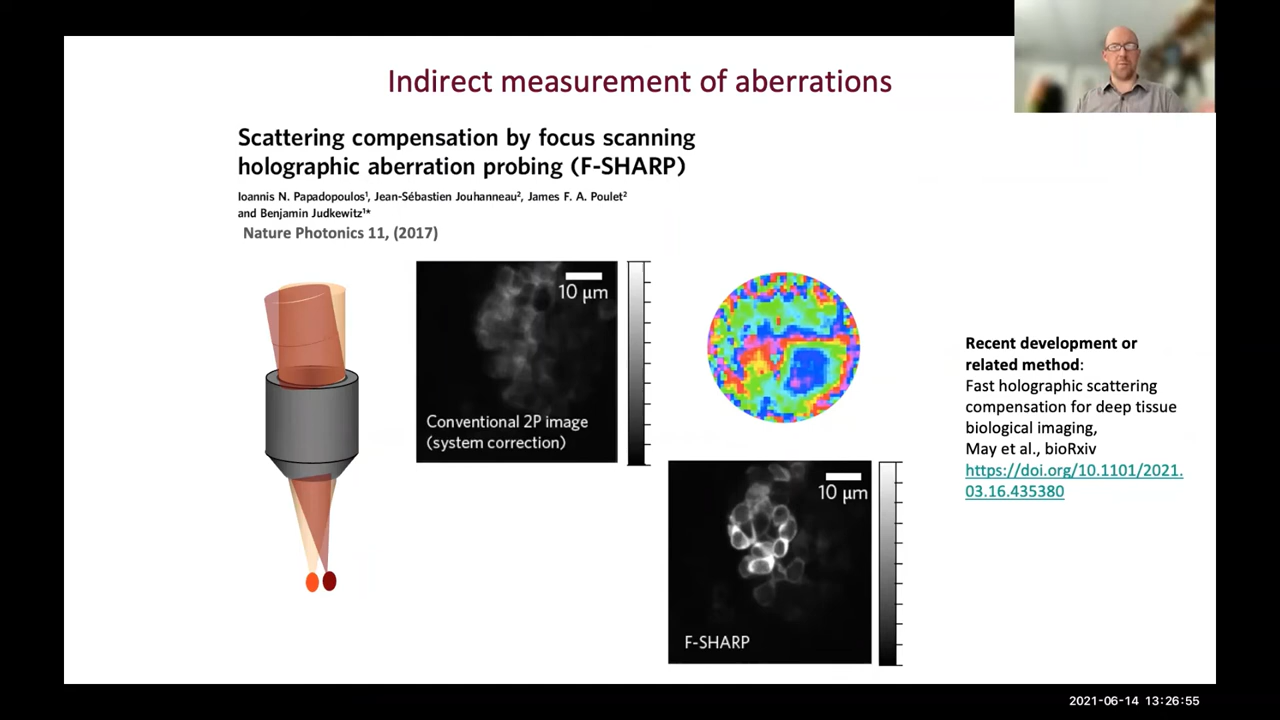 Indirect measurement of aberrations
Scattering compensation by focus scanning
holographic aberration probing (F-SHARP)
Ioannis N. Papadopoulos¹, Jean-Sébastien Jouhanneau², James F. A. Poulet²
and Benjamin Judkewitz¹*
Nature Photonics 11, (2017)
10 μm
Conventional 2P image
(system correction)
10 μm
F-SHARP
Recent development or
related method:
Fast holographic scattering
compensation for deep tissue
biological imaging,
May et al., bioRxiv
https://doi.org/10.1101/2021.
03.16.435380
2021-06-14 13:26:55